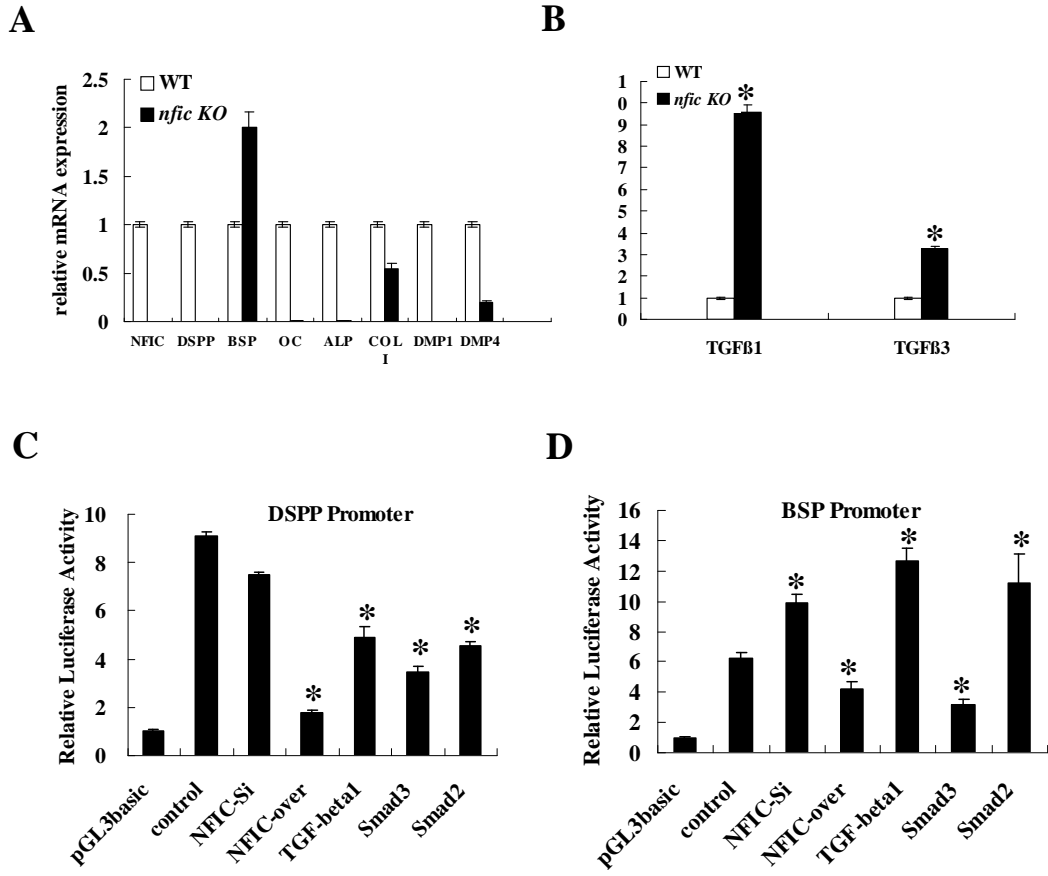 A
WT
nfic KO
relative mRNA expression
2.5
2
1.5
1
0.5
0
NFIC DSPP BSP OC ALP COL I DMP1 DMP4
B
WT
nfic KO
1
0
9
8
7
6
5
4
3
2
1
0
*
*
TGFß1 TGFß3
C
DSPP Promoter
Relative Luciferase Activity
10
8
6
4
2
0
*
*
*
*
pGL3basic control NFIC-Si NFIC-over TGF-beta1 Smad3 Smad2
D
BSP Promoter
Relative Luciferase Activity
16
14
12
10
8
6
4
2
0
*
*
*
*
*
pGL3basic control NFIC-Si NFIC-over TGF-beta1 Smad3 Smad2